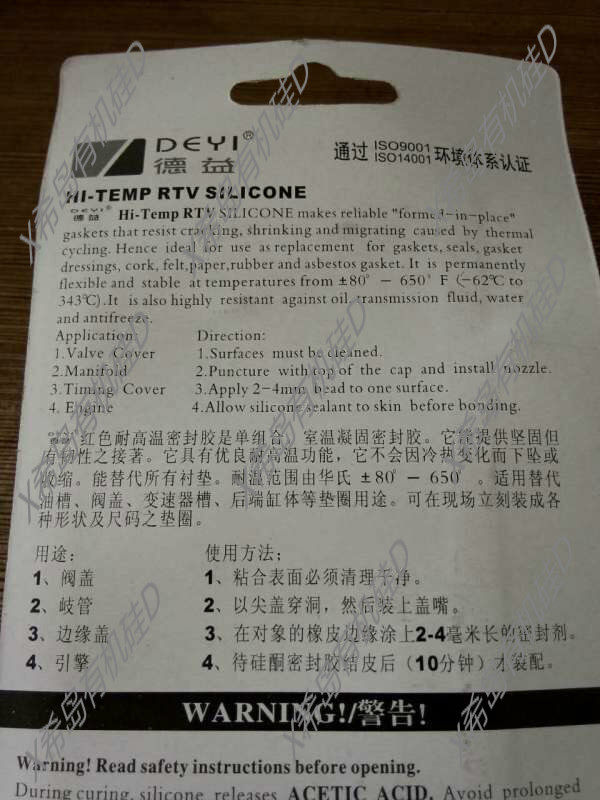 DEYI®
德益
通过 ISO9001 ISO14001 环境体系认证
HI-TEMP RTV SILICONE
DEYI® 德益 Hi-Temp RTV SILICONE makes reliable "formed-in-place"
gaskets that resist cracking, shrinking and migrating caused by thermal
cycling. Hence ideal for use as replacement for gaskets, seals, gasket
dressings, cork, felt,paper,rubber and asbestos gasket. It is permanently
flexible and stable at temperatures from ±80° － 650° F (-62℃ to
343℃).It is also highly resistant against oil, transmission fluid, water
and antifreeze.
Application: Direction:
1.Valve Cover 1.Surfaces must be cleaned.
2.Manifold 2.Puncture with top of the cap and install nozzle.
3.Timing Cover 3.Apply 2-4mm bead to one surface.
4. Engine 4.Allow silicone sealant to skin before bonding.
红色耐高温密封胶是单组合，室温凝固密封胶。它能提供坚固但
有韧性之接著。它具有优良耐高温功能，它不会因冷热变化而下坠或
收缩。能替代所有衬垫。耐温范围由华氏 ±80° － 650° 。适用替代
油槽、阀盖、变速器槽、后端缸体等垫圈用途。可在现场立刻装成各
种形状及尺码之垫圈。
用途： 使用方法：
1、阀盖 1、粘合表面必须清理干净。
2、歧管 2、以尖盖穿洞，然后装上盖嘴。
3、边缘盖 3、在对象的橡皮边缘涂上2-4毫米长的密封剂。
4、引擎 4、待硅酮密封胶结皮后（10分钟）才装配。
WARNING!/警告!
Warning! Read safety instructions before opening.
During curing, silicone releases ACETIC ACID. Avoid prolonged
X希岛有机硅D